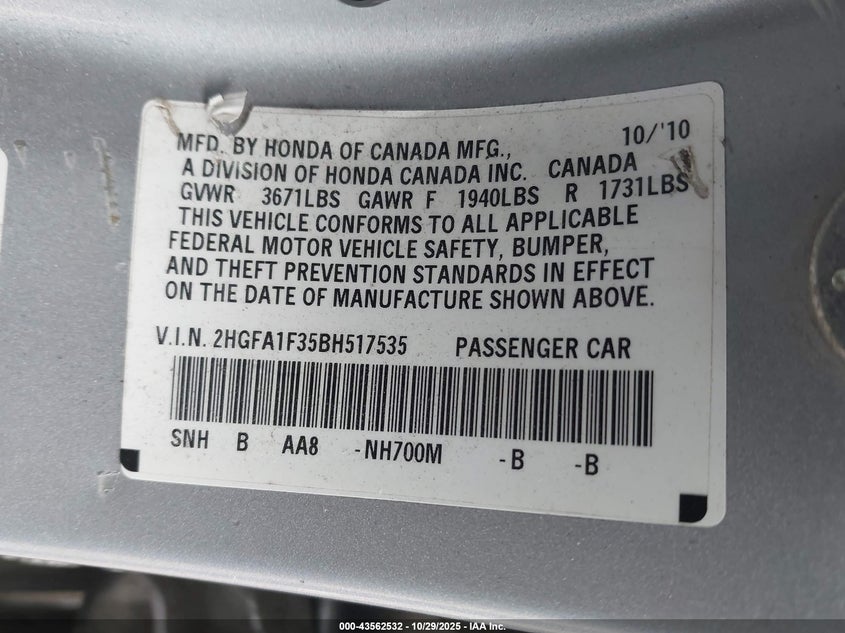 10/'10
MFD. BY HONDA OF CANADA MFG.,
A DIVISION OF HONDA CANADA INC. CANADA
GVWR 3671LBS GAWR F 1940LBS R 1731LBS
THIS VEHICLE CONFORMS TO ALL APPLICABLE
FEDERAL MOTOR VEHICLE SAFETY, BUMPER,
AND THEFT PREVENTION STANDARDS IN EFFECT
ON THE DATE OF MANUFACTURE SHOWN ABOVE.
V.I.N. 2HGFA1F35BH517535 PASSENGER CAR
SNH B AA8 -NH700M -B -B
000-43562532 - 10/29/2025 - IAA Inc.